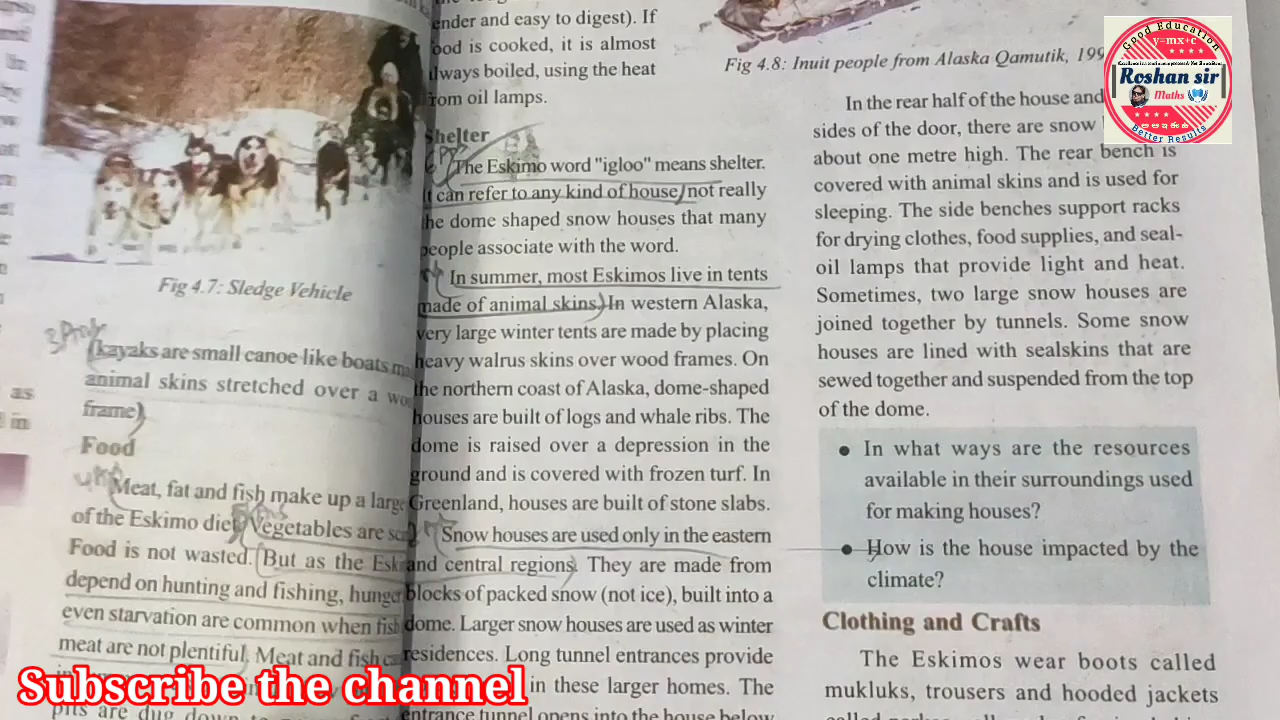 Fig 4.7: Sledge Vehicle
(kayaks are small canoe like boats
animal skins stretched over a
frame)
Food
Meat, fat and fish make up a large
of the Eskimo diet. Vegetables are
Food is not wasted. (But as the
depend on hunting and fishing, hunger
even starvation are common when fish
meat are not plentiful. Meat and fish
pits are dug down to
ender and easy to digest). If
ood is cooked, it is almost
lways boiled, using the heat
rom oil lamps.
Shelter
The Eskimo word "igloo" means shelter.
It can refer to any kind of house, not really
the dome shaped snow houses that many
people associate with the word.
In summer, most Eskimos live in tents
made of animal skins. In western Alaska,
very large winter tents are made by placing
heavy walrus skins over wood frames. On
the northern coast of Alaska, dome-shaped
houses are built of logs and whale ribs. The
dome is raised over a depression in the
ground and is covered with frozen turf. In
Greenland, houses are built of stone slabs.
Snow houses are used only in the eastern
and central regions. They are made from
blocks of packed snow (not ice), built into a
dome. Larger snow houses are used as winter
residences. Long tunnel entrances provide
in these larger homes. The
entrance tunnel opens into the house below
Fig 4.8: Inuit people from Alaska Qamutik, 199
In the rear half of the house and
sides of the door, there are snow
about one metre high. The rear bench is
covered with animal skins and is used for
sleeping. The side benches support racks
for drying clothes, food supplies, and seal-
oil lamps that provide light and heat.
Sometimes, two large snow houses are
joined together by tunnels. Some snow
houses are lined with sealskins that are
sewed together and suspended from the top
of the dome.
● In what ways are the resources
available in their surroundings used
for making houses?
● How is the house impacted by the
climate?
Clothing and Crafts
The Eskimos wear boots called
mukluks, trousers and hooded jackets
Good Education
y=mx+c
Roshan sir
Maths
Better Results
Subscribe the channel